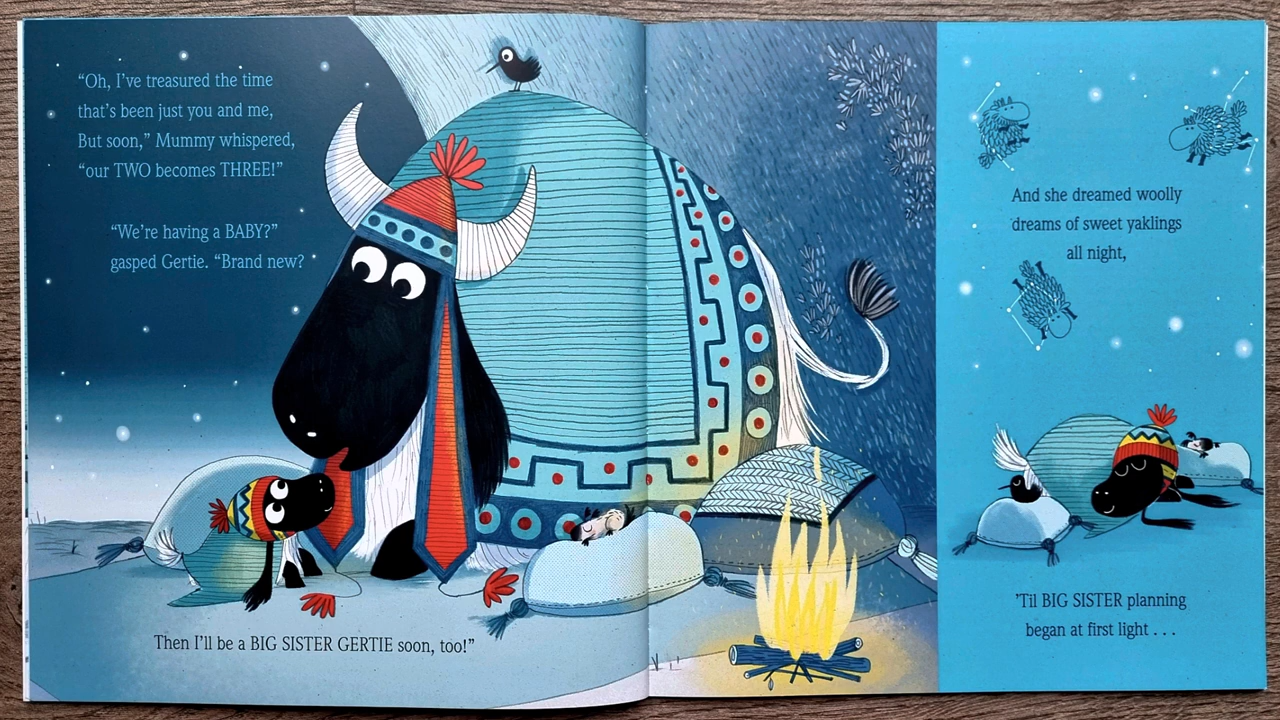 “Oh, I’ve treasured the time
that’s been just you and me,
But soon,” Mummy whispered,
“our TWO becomes THREE!”
“We’re having a BABY?”
gasped Gertie. “Brand new?
Then I’ll be a BIG SISTER GERTIE soon, too!”
And she dreamed woolly
dreams of sweet yaklings
all night,
’Til BIG SISTER planning
began at first light . . .